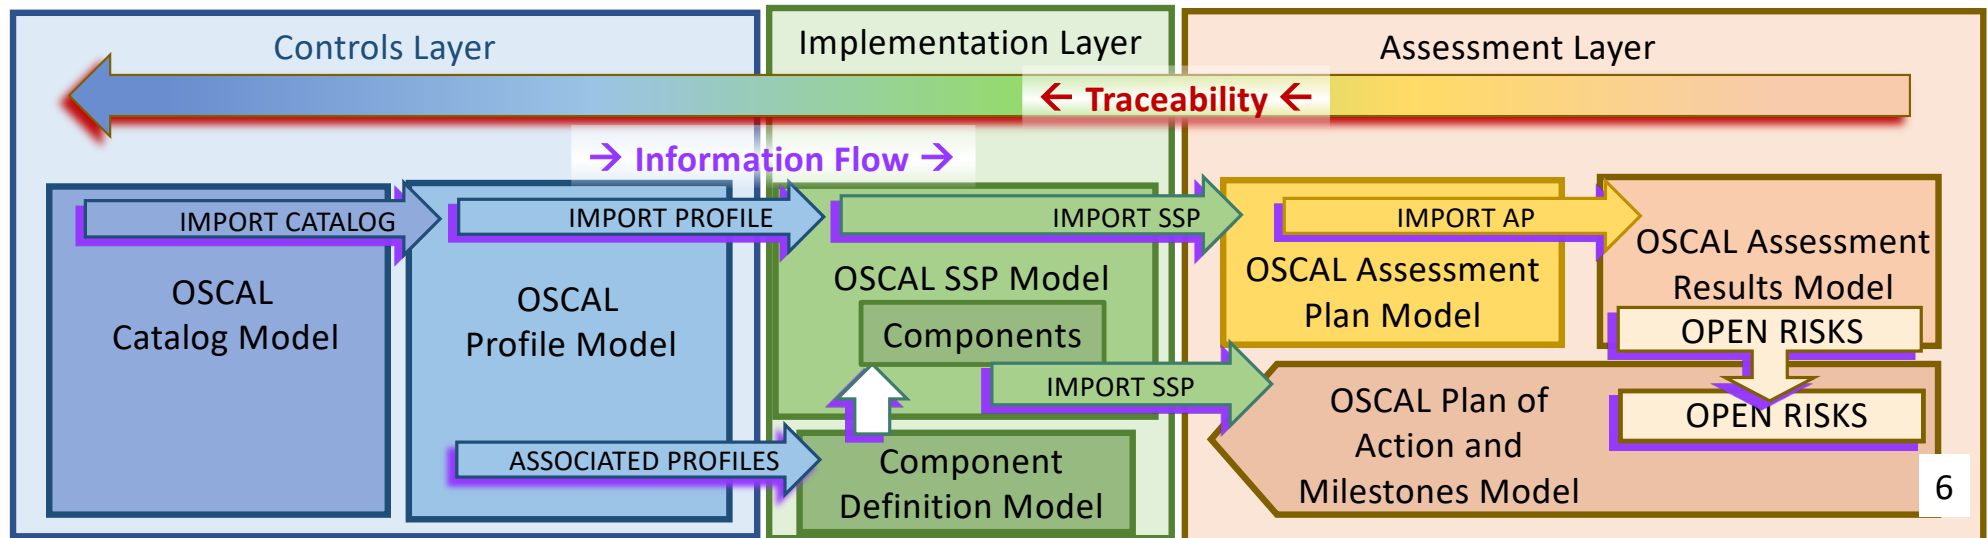 Controls Layer
Implementation Layer
Assessment Layer
← Traceability ←
→ Information Flow →
IMPORT CATALOG
IMPORT PROFILE
IMPORT SSP
IMPORT AP
OSCAL
Catalog Model
OSCAL
Profile Model
OSCAL SSP Model
Components
OSCAL Assessment
Plan Model
OSCAL Assessment
Results Model
OPEN RISKS
IMPORT SSP
OSCAL Plan of
Action and
Milestones Model
OPEN RISKS
ASSOCIATED PROFILES
Component
Definition Model
6